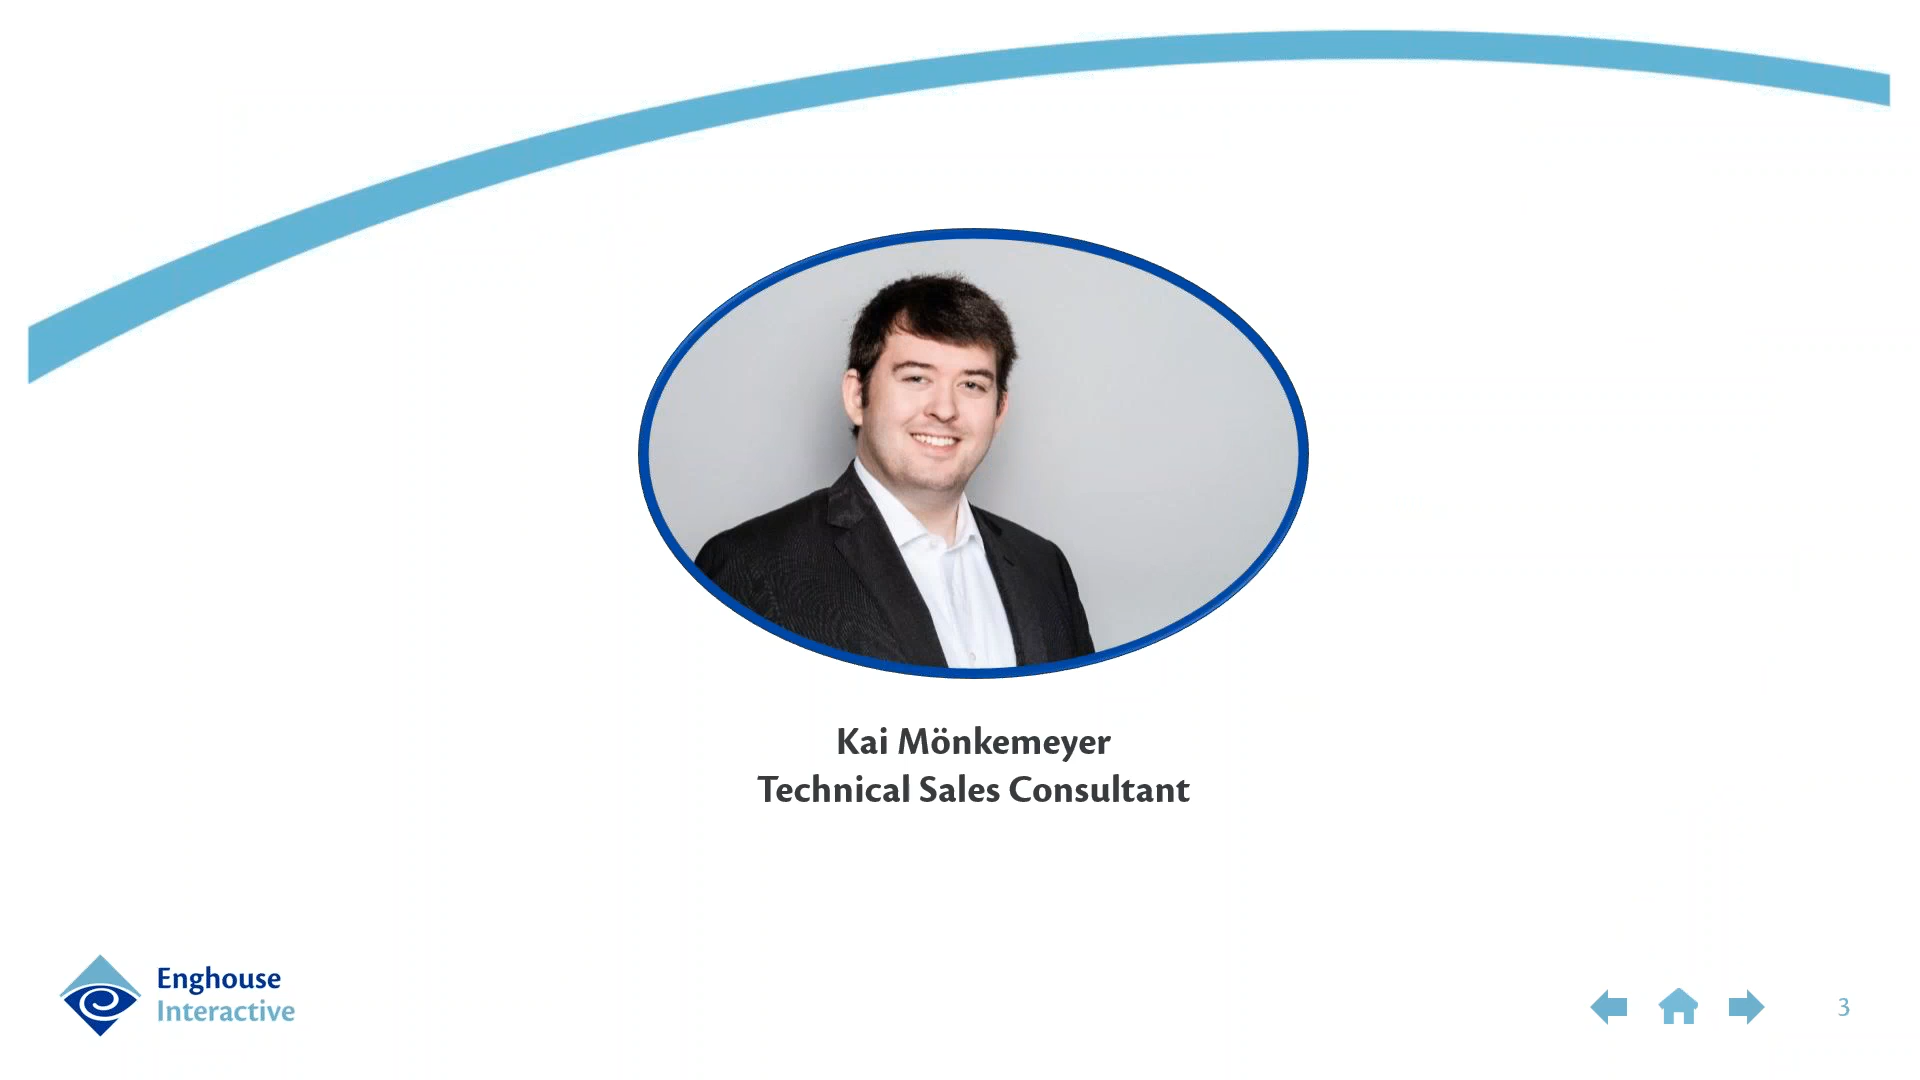 Kai Mönkemeyer
Technical Sales Consultant
Enghouse
Interactive
3